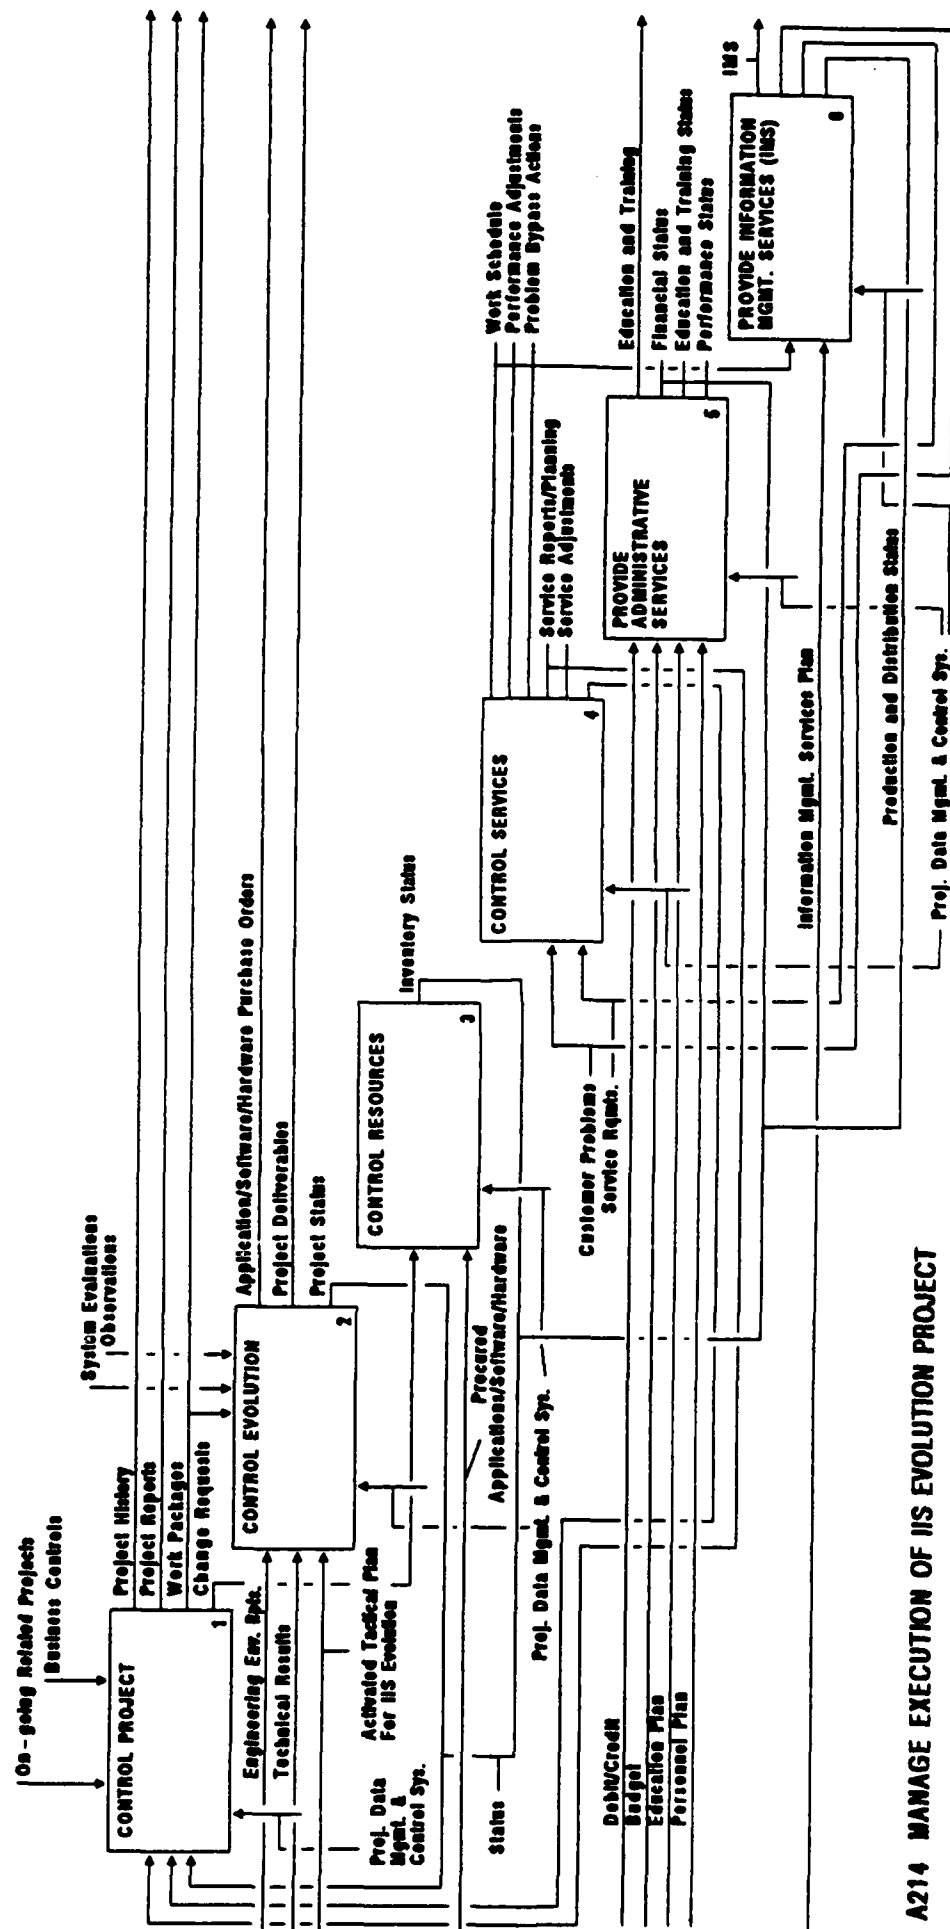 On-going Related Projects
Business Controls
CONTROL PROJECT
1
Project History
Project Reports
Work Packages
Change Requests
System Evaluations
Observations
Engineering Env. Rpts.
Technical Results
Activated Tactical Plan
For IIS Evolution
Proj. Data
Mgmt. &
Control Sys.
Status
CONTROL EVOLUTION
2
Application/Software/Hardware Purchase Orders
Project Deliverables
Project Status
Procured
Applications/Software/Hardware
Proj. Data Mgmt. & Control Sys.
CONTROL RESOURCES
3
Inventory Status
Customer Problems
Service Rqmts.
CONTROL SERVICES
4
Work Schedule
Performance Adjustments
Problem Bypass Actions
Service Reports/Planning
Service Adjustments
Debit/Credit
Budget
Education Plan
Personnel Plan
PROVIDE
ADMINISTRATIVE
SERVICES
5
Education and Training
Financial Status
Education and Training Status
Performance Status
Information Mgmt. Services Plan
Production and Distribution Status
Proj. Data Mgmt. & Control Sys.
PROVIDE INFORMATION
MGMT. SERVICES (IMS)
6
IMS
A214 MANAGE EXECUTION OF IIS EVOLUTION PROJECT